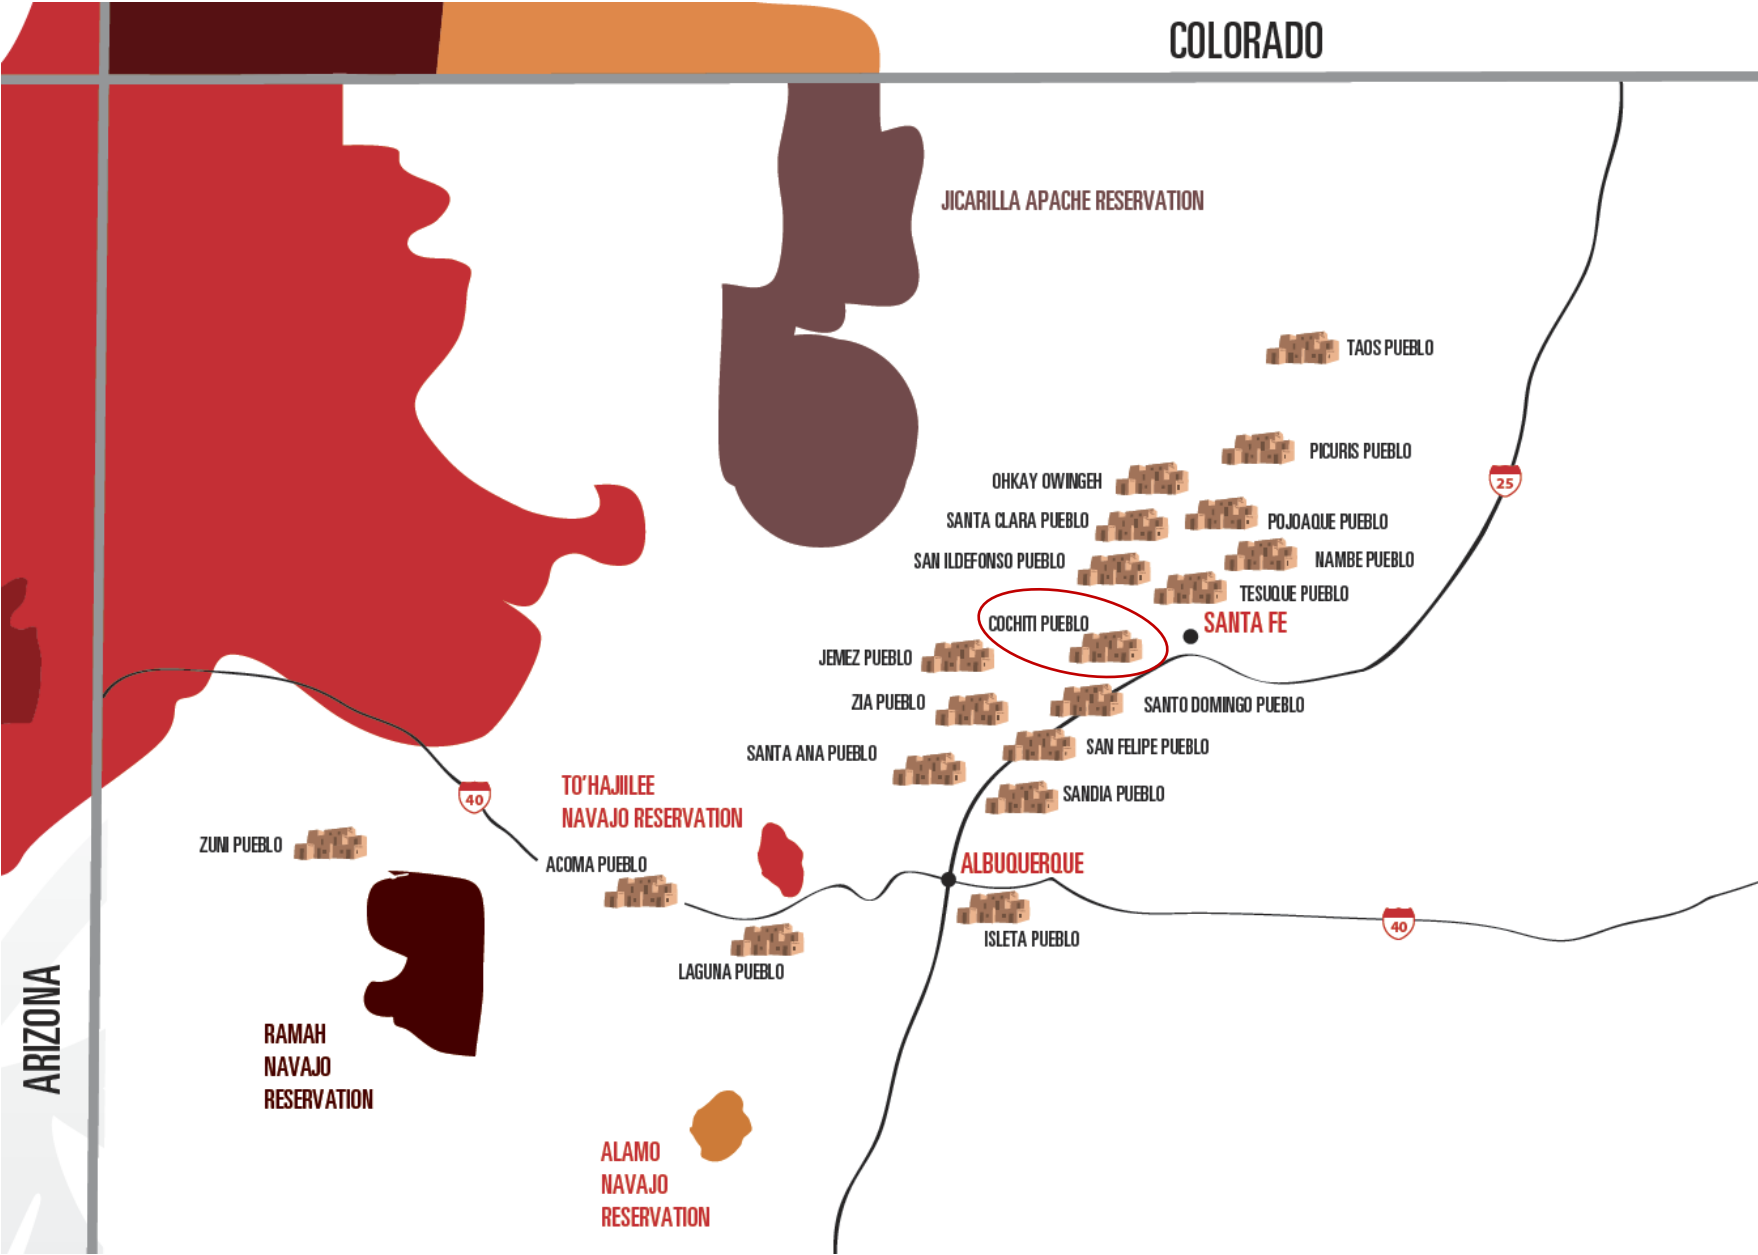 COLORADO
JICARILLA APACHE RESERVATION
TAOS PUEBLO
PICURIS PUEBLO
OHKAY OWINGEH
25
SANTA CLARA PUEBLO
POJOAQUE PUEBLO
SAN ILDEFONSO PUEBLO
NAMBE PUEBLO
TESUQUE PUEBLO
COCHITI PUEBLO
SANTA FE
JEMEZ PUEBLO
ZIA PUEBLO
SANTO DOMINGO PUEBLO
SANTA ANA PUEBLO
SAN FELIPE PUEBLO
TO'HAJIILEE
NAVAJO RESERVATION
SANDIA PUEBLO
40
ZUNI PUEBLO
ACOMA PUEBLO
ALBUQUERQUE
40
ISLETA PUEBLO
LAGUNA PUEBLO
ARIZONA
RAMAH
NAVAJO
RESERVATION
ALAMO
NAVAJO
RESERVATION